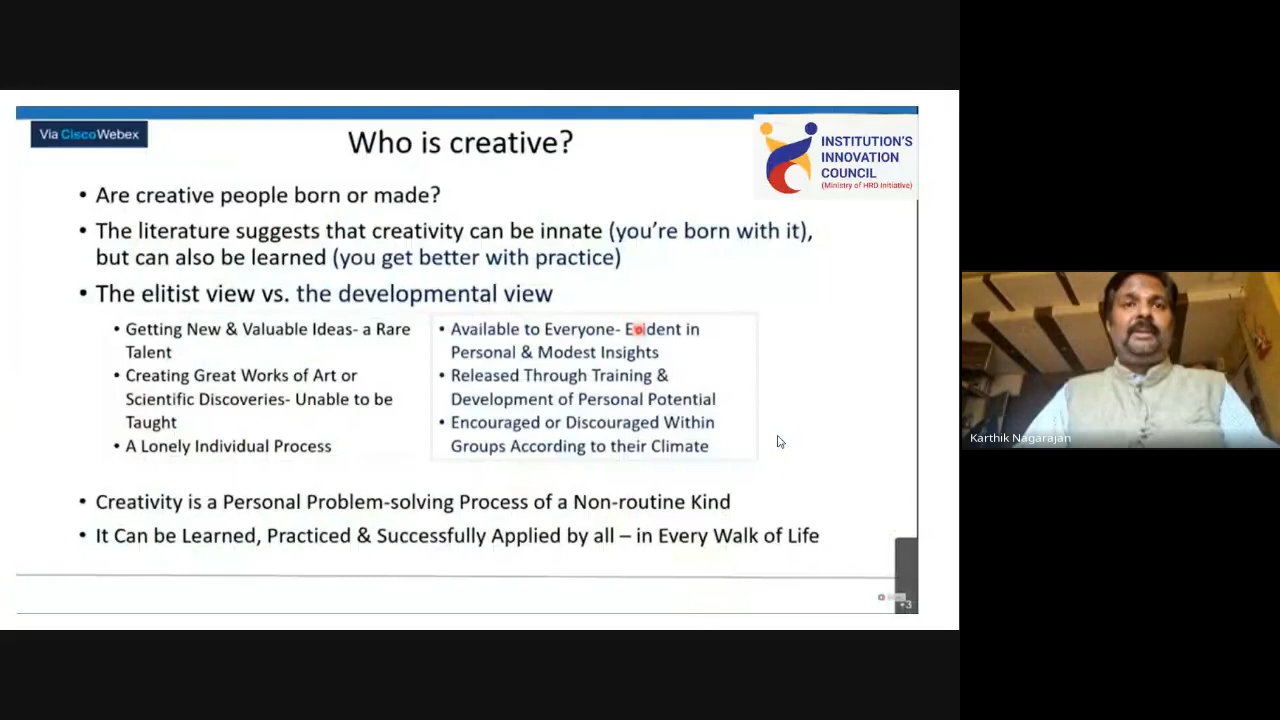 Via CiscoWebex
Who is creative?
INSTITUTION'S
INNOVATION
COUNCIL
(Ministry of HRD Initiative)
• Are creative people born or made?
• The literature suggests that creativity can be innate (you're born with it),
but can also be learned (you get better with practice)
• The elitist view vs. the developmental view
• Getting New & Valuable Ideas- a Rare
Talent
• Creating Great Works of Art or
Scientific Discoveries- Unable to be
Taught
• A Lonely Individual Process
• Available to Everyone- Evident in
Personal & Modest Insights
• Released Through Training &
Development of Personal Potential
• Encouraged or Discouraged Within
Groups According to their Climate
• Creativity is a Personal Problem-solving Process of a Non-routine Kind
• It Can be Learned, Practiced & Successfully Applied by all – in Every Walk of Life
+3
Karthik Nagarajan